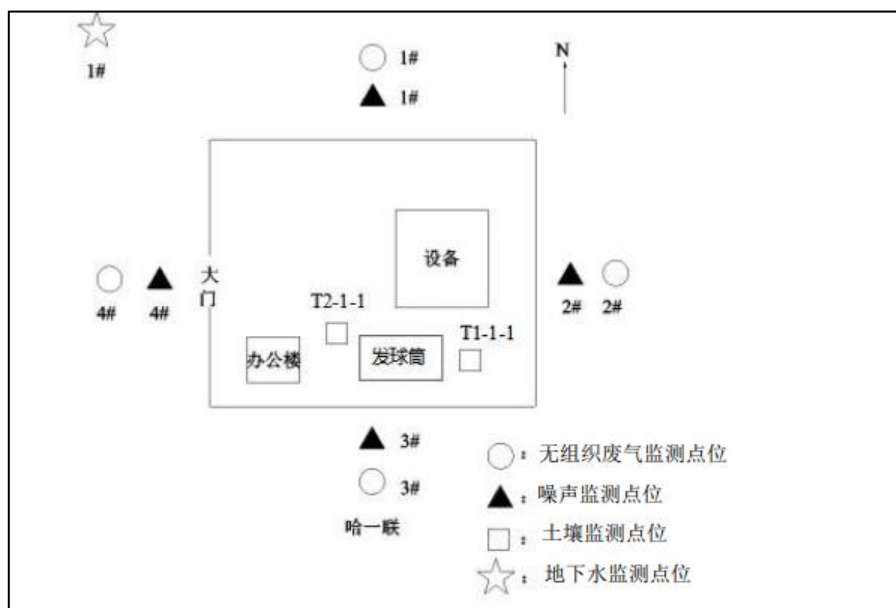 1#
1#
N
1#
设备
大门
4#
4#
2#
2#
T2-1-1
T1-1-1
办公楼
发球筒
3#
3#
哈一联
：无组织废气监测点位
：噪声监测点位
：土壤监测点位
：地下水监测点位